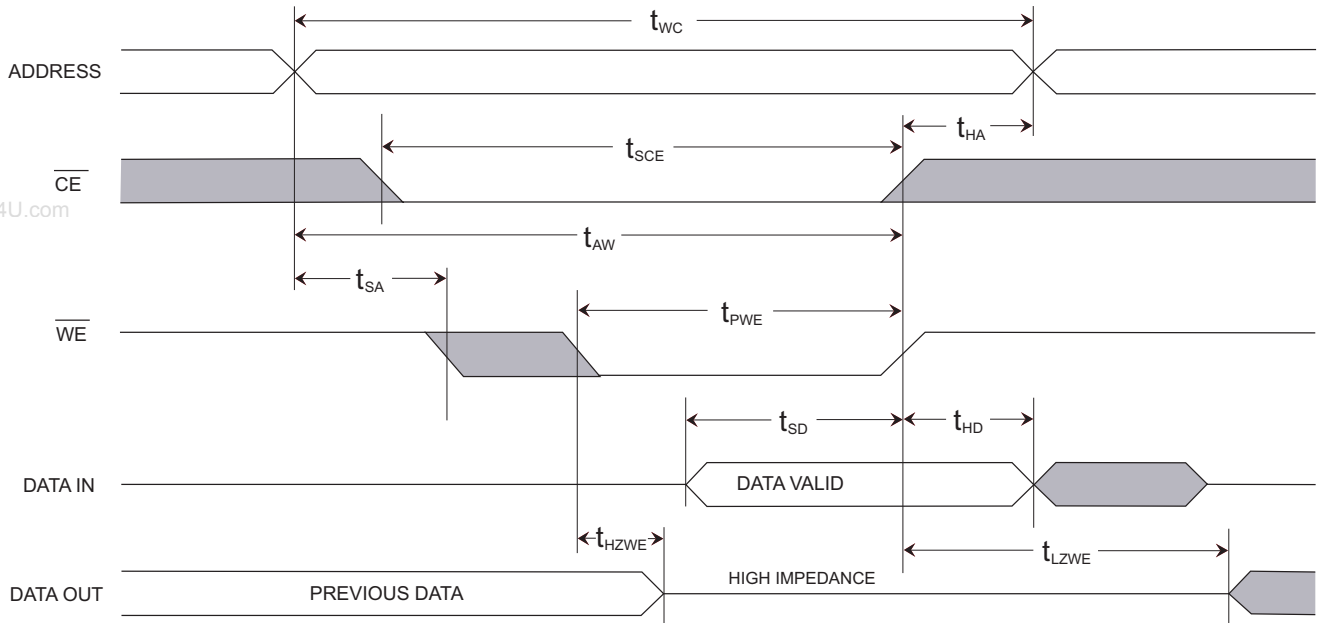 tWC
ADDRESS
tHA
tSCE
CE
4U.com
tAW
tSA
tPWE
WE
tSD
tHD
DATA IN
DATA VALID
tHZWE
tLZWE
HIGH IMPEDANCE
DATA OUT
PREVIOUS DATA